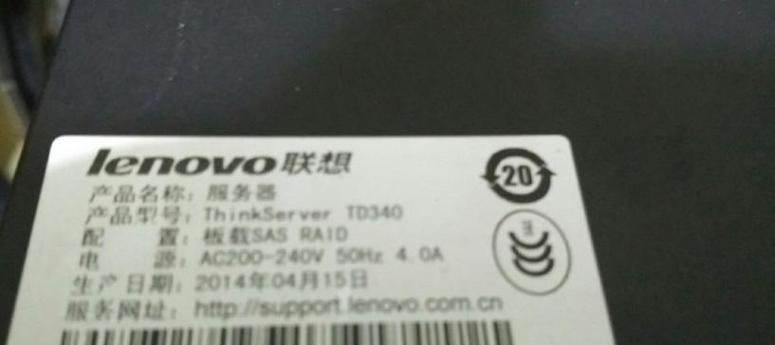 lenovo联想
产品名称：服务器
产品型号：ThinkServer TD340
配 置：板载SAS RAID
电 源：AC200-240V 50Hz 4.0A
生产日期：2014年04月15日
服务网址：http://support.lenovo.com.cn
20